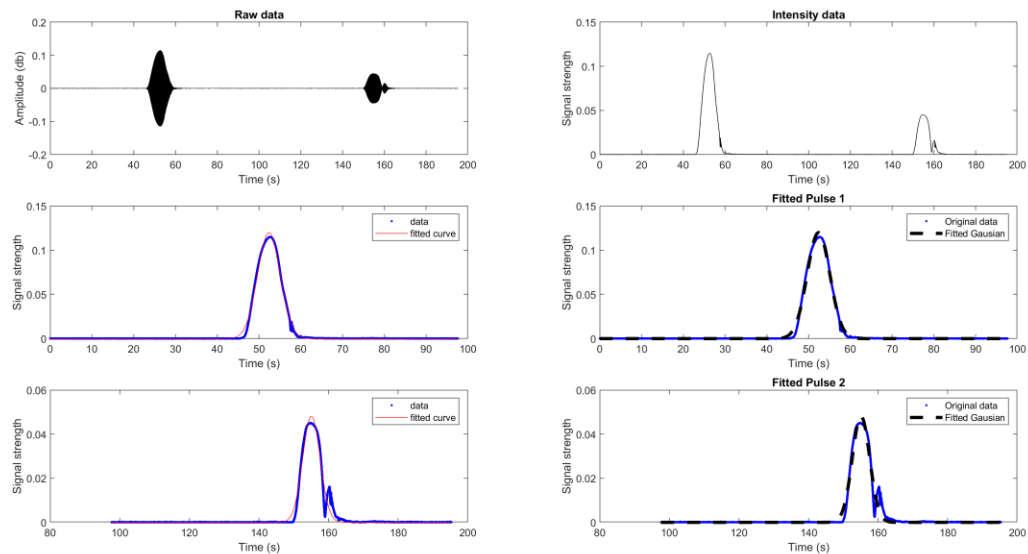 Raw data
0.2
0.1
0
-0.1
-0.2
Amplitude (db)
0 20 40 60 80 100 120 140 160 180 200
Time (s)
Intensity data
0.15
0.1
0.05
0
Signal strength
0 20 40 60 80 100 120 140 160 180 200
Time (s)
0.15
0.1
0.05
0
Signal strength
data
fitted curve
0 10 20 30 40 50 60 70 80 90 100
Time (s)
Fitted Pulse 1
0.15
0.1
0.05
0
Signal strength
Original data
Fitted Gausian
0 10 20 30 40 50 60 70 80 90 100
Time (s)
0.06
0.04
0.02
0
Signal strength
data
fitted curve
80 100 120 140 160 180 200
Time (s)
Fitted Pulse 2
0.06
0.04
0.02
0
Signal strength
Original data
Fitted Gausian
80 100 120 140 160 180 200
Time (s)